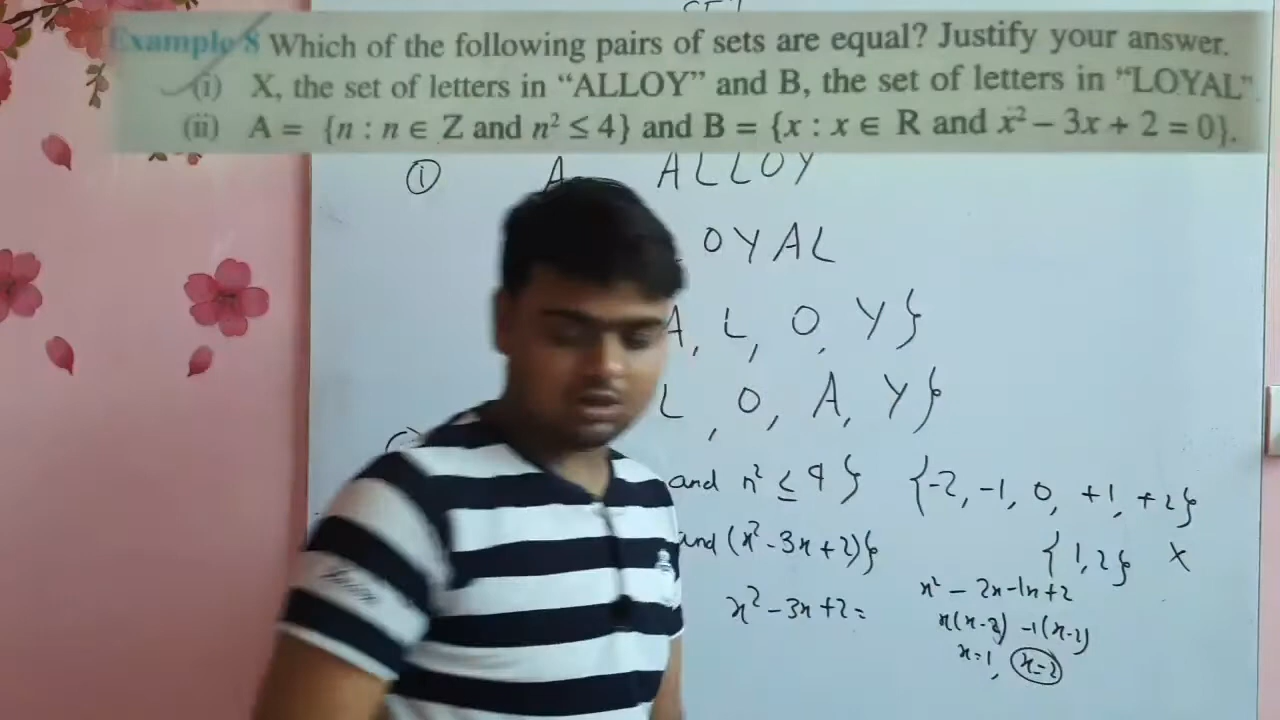 Example 8 Which of the following pairs of sets are equal? Justify your answer.
(i) X, the set of letters in “ALLOY” and B, the set of letters in “LOYAL”
(ii) A = {n : n ∈ Z and n² ≤ 4} and B = {x : x ∈ R and x² – 3x + 2 = 0}.
① A ALLOY
OYAL
A, L, O, Y}
L, O, A, Y}
and n² ≤ 4} {-2, -1, 0, +1, +2}
and (x² - 3x + 2)} {1, 2} X
x² - 3x + 2 =
x² - 2x - 1x + 2
x(x-2) -1(x-2)
x=1, x=2